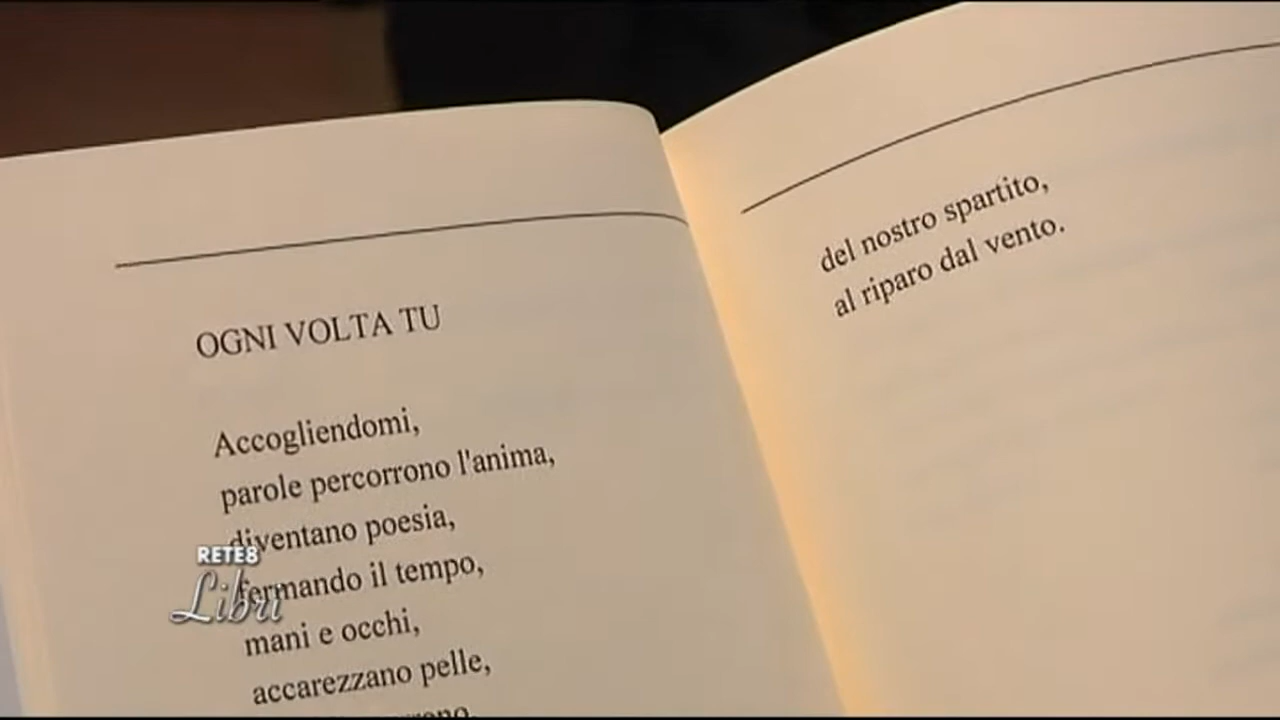 OGNI VOLTA TU
Accogliendomi,
parole percorrono l'anima,
diventano poesia,
fermando il tempo,
mani e occhi,
accarezzano pelle,
del nostro spartito,
al riparo dal vento.
RETE8
Libri